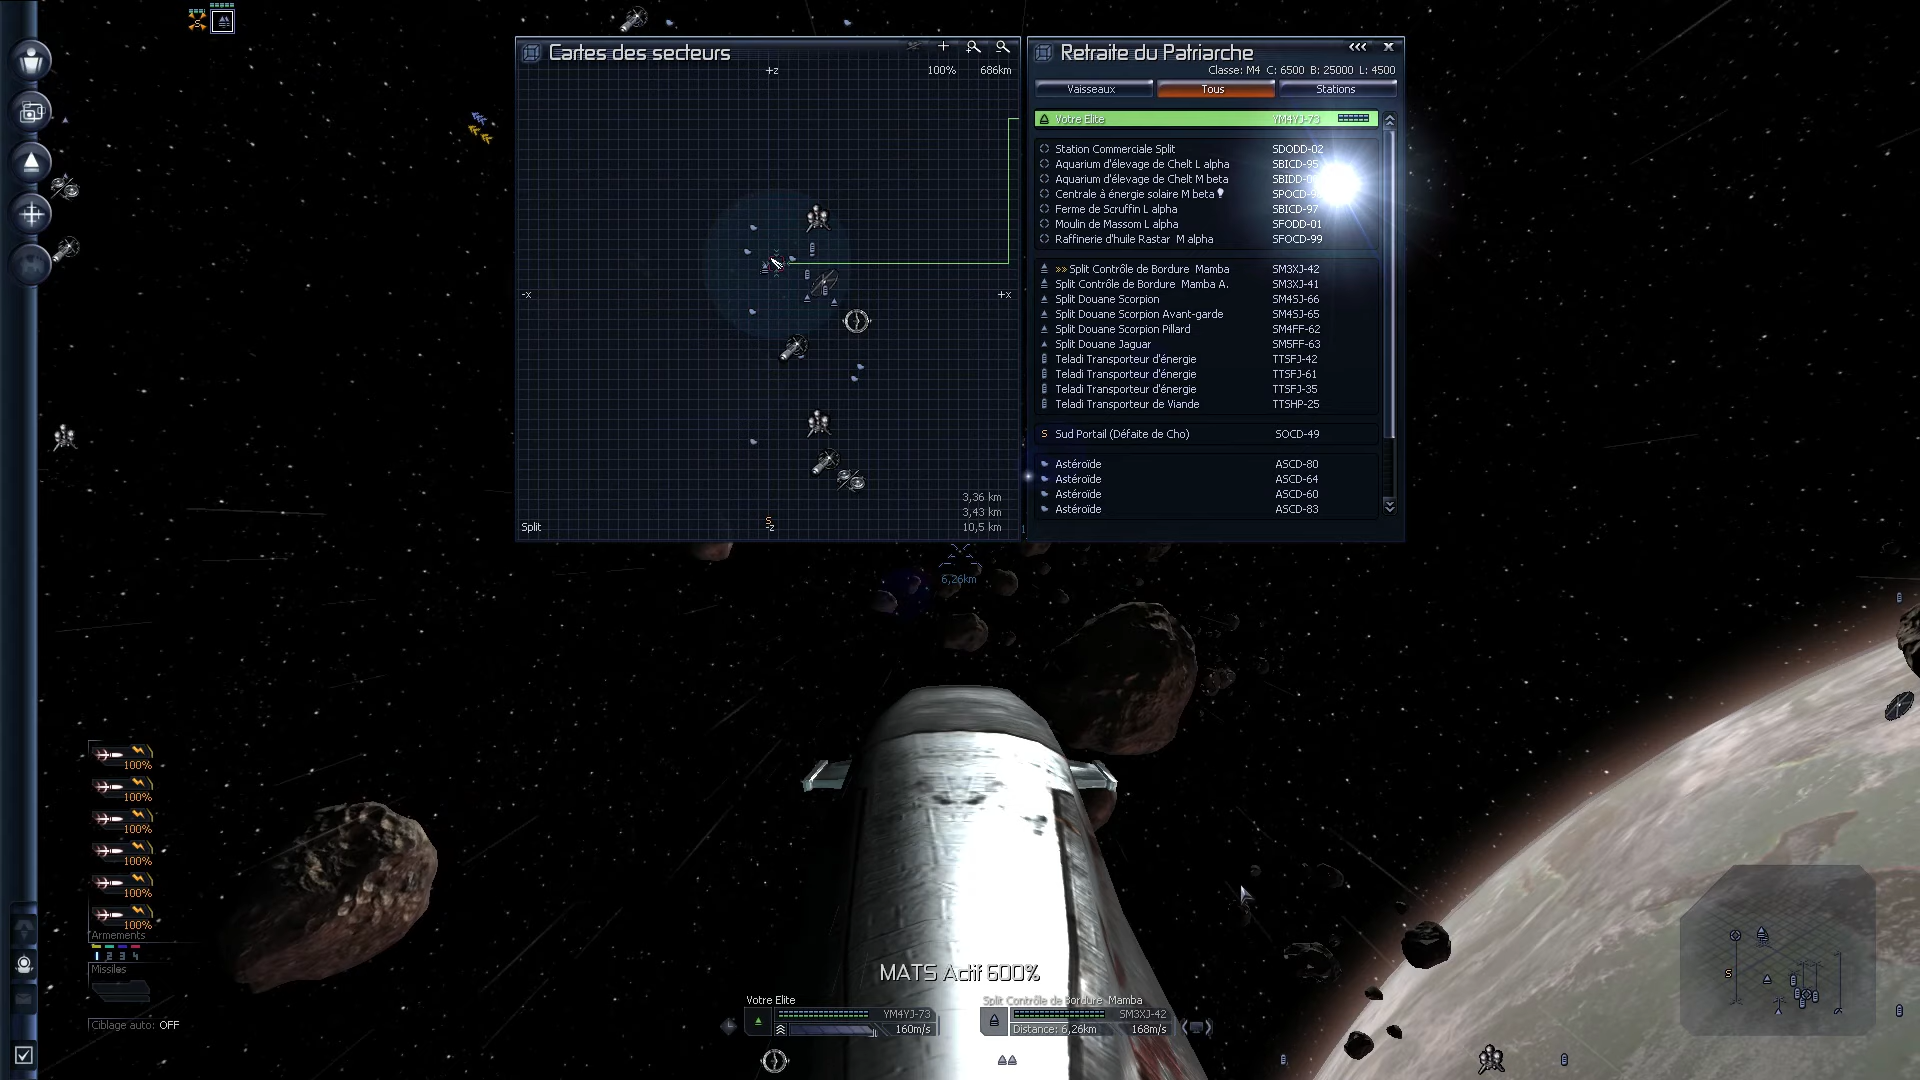 Cartes des secteurs
100% 686km
+z
-x
+x
3,36 km
3,43 km
10,5 km
Split
S
-z
Retraite du Patriarche
Classe: M4 C: 6500 B: 25000 L: 4500
Vaisseaux Tous Stations
Votre Elite YM4YJ-73
Station Commerciale Split SDODD-02
Aquarium d'élevage de Chelt L alpha SBICD-95
Aquarium d'élevage de Chelt M beta
Centrale à énergie solaire M beta
Ferme de Scruffin L alpha SBICD-97
Moulin de Massom L alpha SFODD-01
Raffinerie d'huile Rastar M alpha SFOCD-99
»Split Contrôle de Bordure Mamba SM3XJ-42
Split Contrôle de Bordure Mamba A. SM3XJ-41
Split Douane Scorpion SM4SJ-66
Split Douane Scorpion Avant-garde SM4SJ-65
Split Douane Scorpion Pillard SM4FF-62
Split Douane Jaguar SM5FF-63
Teladi Transporteur d'énergie TTSFJ-42
Teladi Transporteur d'énergie TTSFJ-61
Teladi Transporteur d'énergie TTSFJ-35
Teladi Transporteur de Viande TTSHP-25
S Sud Portail (Défaite de Cho) SOCD-49
Astéroïde ASCD-80
Astéroïde ASCD-64
Astéroïde ASCD-60
Astéroïde ASCD-83
6,26km
100%
100%
100%
100%
100%
100%
Armements
1 2 3 4
Missiles
Ciblage auto: OFF
MATS Actif 600%
Votre Elite
YM4YJ-73
160m/s
Split Contrôle de Bordure Mamba
SM3XJ-42
Distance: 6,26km 168m/s
S